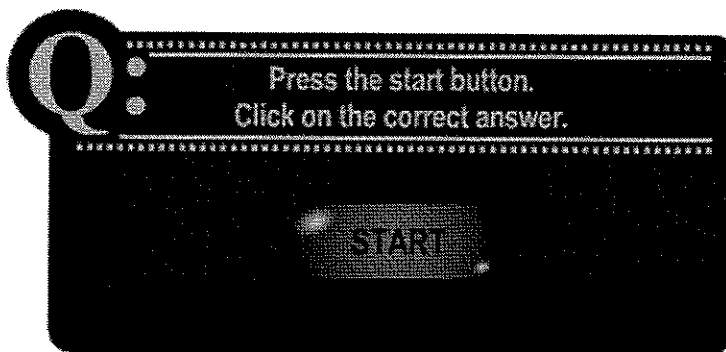 Q:
Press the start button.
Click on the correct answer.
START